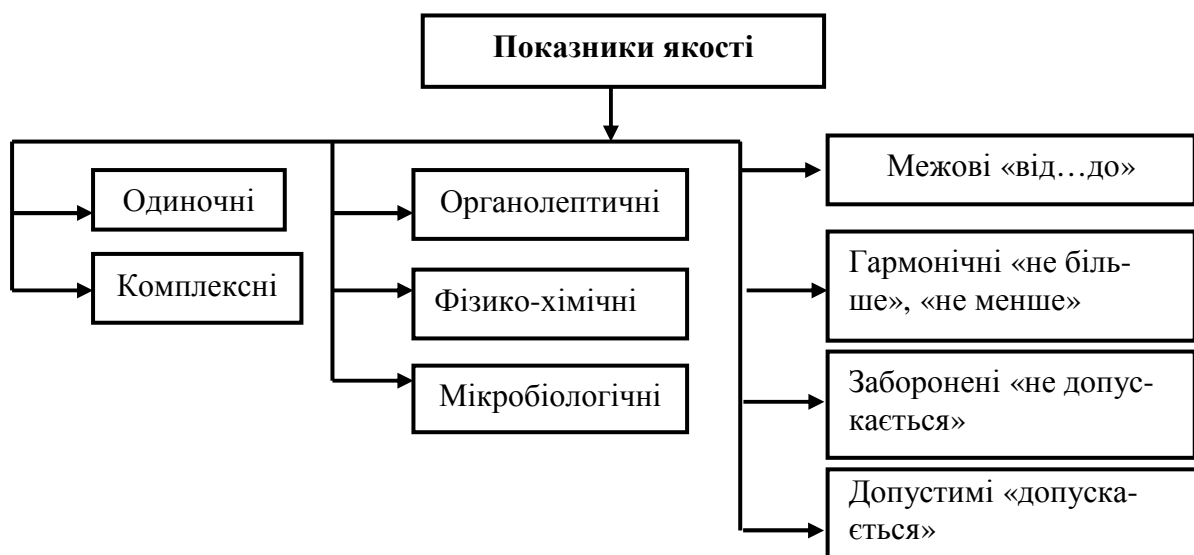 Показники якості
Одиночні
Комплексні
Органолептичні
Фізико-хімічні
Мікробіологічні
Межові «від…до»
Гармонічні «не біль-
ше», «не менше»
Заборонені «не допус-
кається»
Допустимі «допуска-
ється»